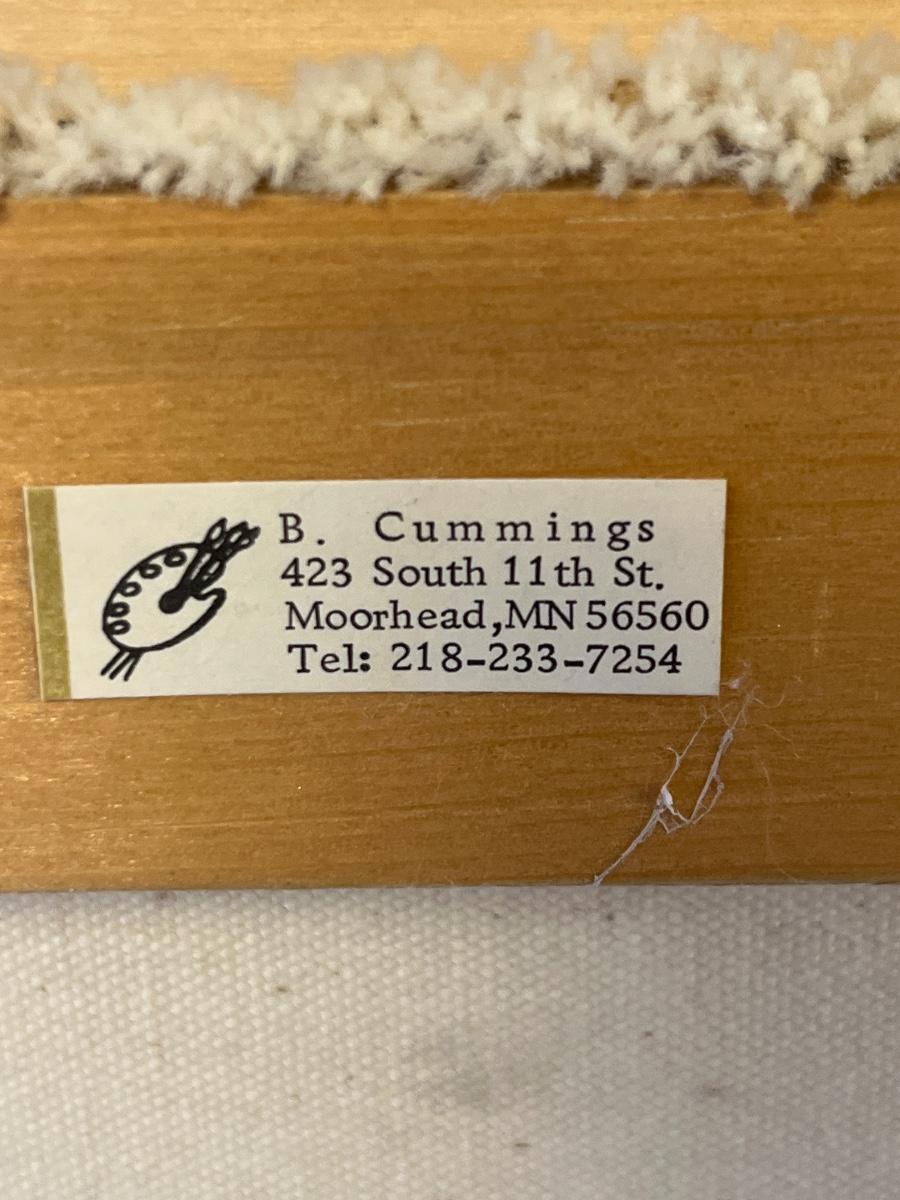 B. Cummings
423 South 11th St.
Moorhead,MN 56560
Tel: 218-233-7254